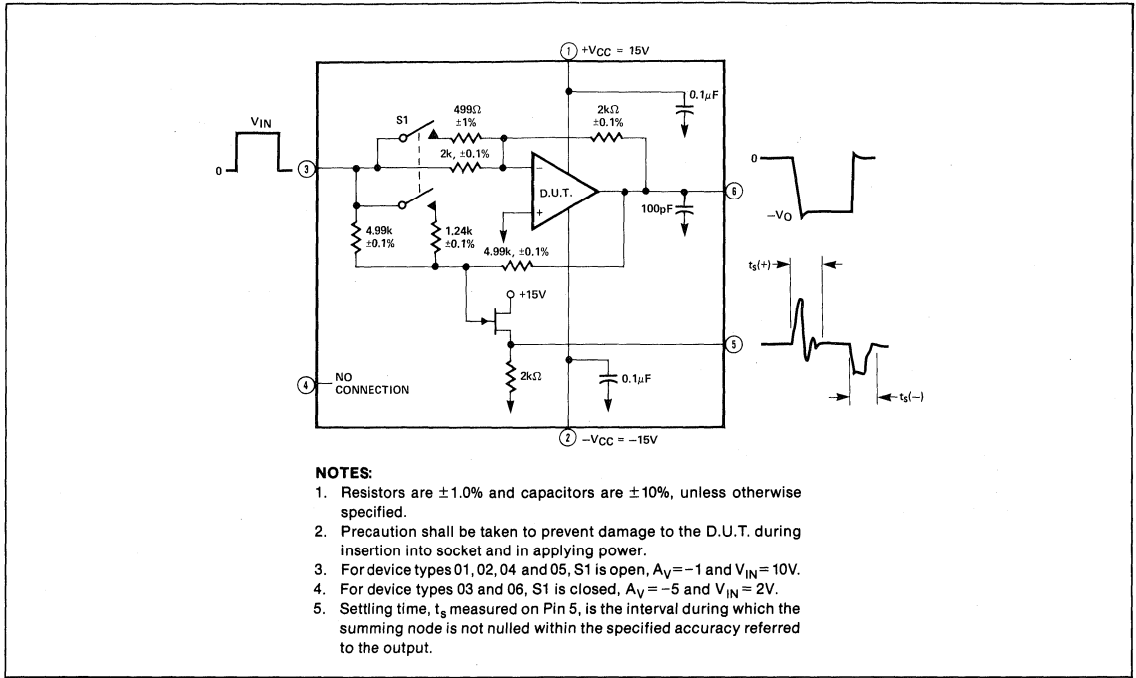 ① +VCC = 15V
0.1μF
499Ω
±1%
2kΩ
±0.1%
S1
VIN
2k, ±0.1%
0
③
−
D.U.T.
+
⑥
0
−VO
100pF
4.99k
±0.1%
1.24k
±0.1%
4.99k, ±0.1%
ts(+)
+15V
⑤
2kΩ
0.1μF
④ NO
CONNECTION
ts(−)
② −VCC = −15V
NOTES:
1. Resistors are ±1.0% and capacitors are ±10%, unless otherwise
specified.
2. Precaution shall be taken to prevent damage to the D.U.T. during
insertion into socket and in applying power.
3. For device types 01, 02, 04 and 05, S1 is open, AV=−1 and VIN=10V.
4. For device types 03 and 06, S1 is closed, AV=−5 and VIN=2V.
5. Settling time, ts measured on Pin 5, is the interval during which the
summing node is not nulled within the specified accuracy referred
to the output.